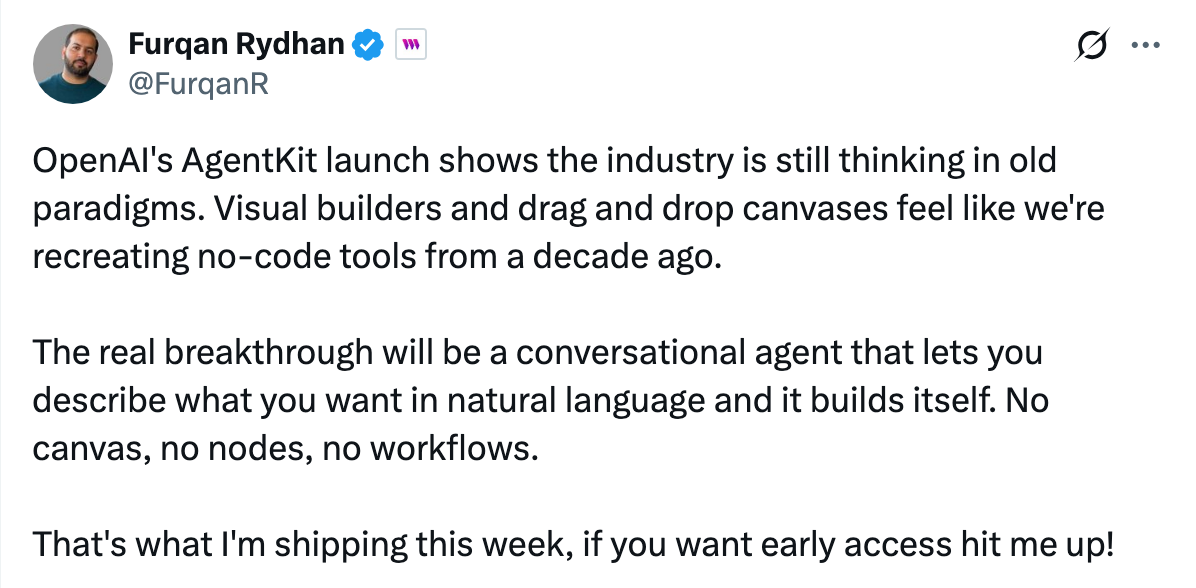 Furqan Rydhan
@FurqanR
OpenAI's AgentKit launch shows the industry is still thinking in old
paradigms. Visual builders and drag and drop canvases feel like we're
recreating no-code tools from a decade ago.
The real breakthrough will be a conversational agent that lets you
describe what you want in natural language and it builds itself. No
canvas, no nodes, no workflows.
That's what I'm shipping this week, if you want early access hit me up!